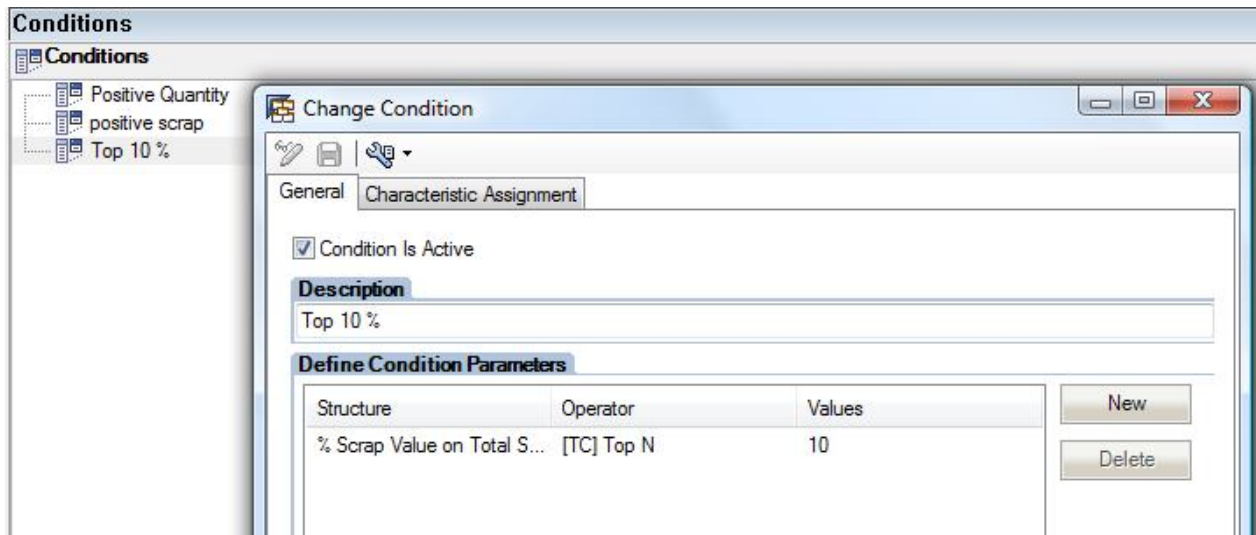 Conditions
Conditions
Positive Quantity
positive scrap
Top 10 %
Change Condition
General Characteristic Assignment
Condition Is Active
Description
Top 10 %
Define Condition Parameters
Structure Operator Values
% Scrap Value on Total S... [TC] Top N 10
New
Delete